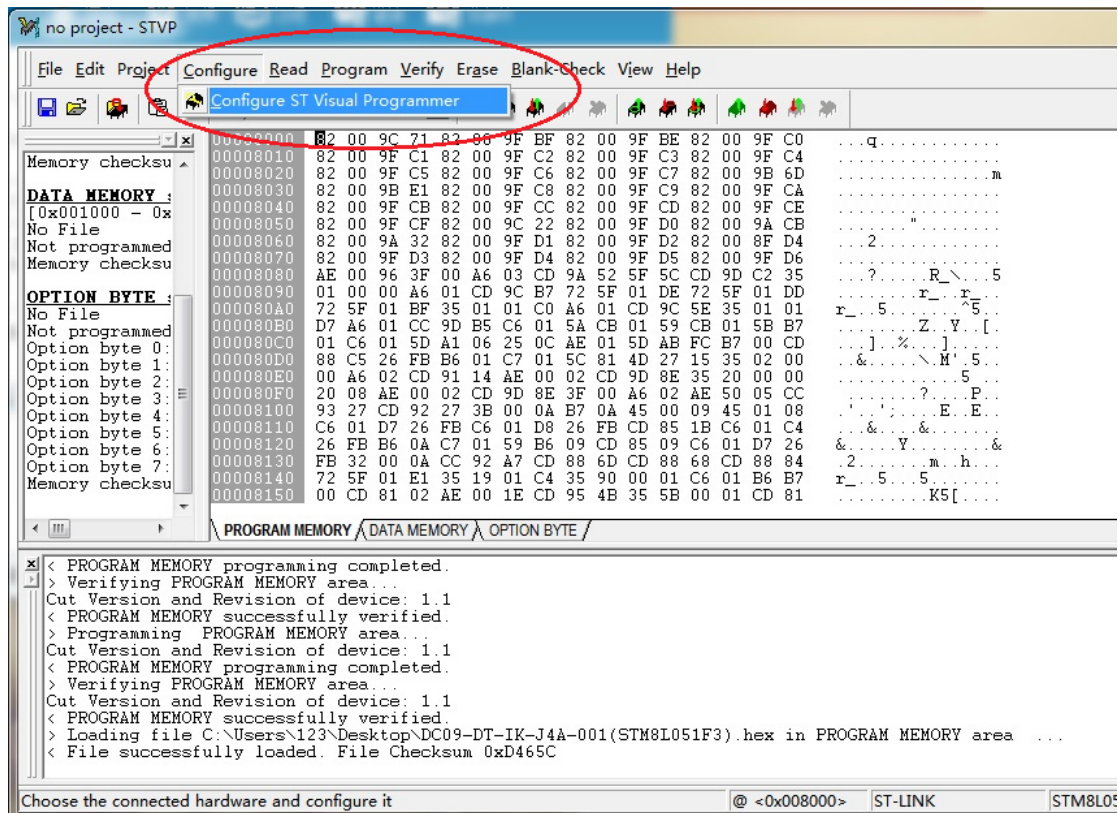 no project - STVP
File Edit Project Configure Read Program Verify Erase Blank-Check View Help
Configure ST Visual Programmer
Memory checksu
DATA MEMORY :
[0x001000 - 0x
No File
Not programmed
Memory checksu
OPTION BYTE :
No File
Not programmed
Option byte 0:
Option byte 1:
Option byte 2:
Option byte 3:
Option byte 4:
Option byte 5:
Option byte 6:
Option byte 7:
Memory checksu
00008000 82 00 9C 71 82 00 9F BF 82 00 9F BE 82 00 9F C0 ...q............
00008010 82 00 9F C1 82 00 9F C2 82 00 9F C3 82 00 9F C4 ................
00008020 82 00 9F C5 82 00 9F C6 82 00 9F C7 82 00 9B 6D ...............m
00008030 82 00 9B E1 82 00 9F C8 82 00 9F C9 82 00 9F CA ................
00008040 82 00 9F CB 82 00 9F CC 82 00 9F CD 82 00 9F CE ................
00008050 82 00 9F CF 82 00 9C 22 82 00 9F D0 82 00 9A CB ......."........
00008060 82 00 9A 32 82 00 9F D1 82 00 9F D2 82 00 8F D4 ...2............
00008070 82 00 9F D3 82 00 9F D4 82 00 9F D5 82 00 9F D6 ................
00008080 AE 00 96 3F 00 A6 03 CD 9A 52 5F 5C CD 9D C2 35 ...?.....R_\...5
00008090 01 00 00 A6 01 CD 9C B7 72 5F 01 DE 72 5F 01 DD ........r_..r_..
000080A0 72 5F 01 BF 35 01 01 C0 A6 01 CD 9C 5E 35 01 01 r_..5.......^5..
000080B0 D7 A6 01 CC 9D B5 C6 01 5A CB 01 59 CB 01 5B B7 ........Z..Y..[.
000080C0 01 C6 01 5D A1 06 25 0C AE 01 5D AB FC B7 00 CD ...]..%...].....
000080D0 88 C5 26 FB B6 01 C7 01 5C 81 4D 27 15 35 02 00 ..&.....\.M'.5..
000080E0 00 A6 02 CD 91 14 AE 00 02 CD 9D 8E 35 20 00 00 ............5 ..
000080F0 20 08 AE 00 02 CD 9D 8E 3F 00 A6 02 AE 50 05 CC  .......?....P..
00008100 93 27 CD 92 27 3B 00 0A B7 0A 45 00 09 45 01 08 .'..';....E..E..
00008110 C6 01 D7 26 FB C6 01 D8 26 FB CD 85 1B C6 01 C4 ...&....&.......
00008120 26 FB B6 0A C7 01 59 B6 09 CD 85 09 C6 01 D7 26 &.....Y........&
00008130 FB 32 00 0A CC 92 A7 CD 88 6D CD 88 68 CD 88 84 .2.......m..h...
00008140 72 5F 01 E1 35 19 01 C4 35 90 00 01 C6 01 B6 B7 r_..5...5.......
00008150 00 CD 81 02 AE 00 1E CD 95 4B 35 5B 00 01 CD 81 .........K5[....
PROGRAM MEMORY DATA MEMORY OPTION BYTE
< PROGRAM MEMORY programming completed.
> Verifying PROGRAM MEMORY area...
Cut Version and Revision of device: 1.1
< PROGRAM MEMORY successfully verified.
> Programming  PROGRAM MEMORY area...
Cut Version and Revision of device: 1.1
< PROGRAM MEMORY programming completed.
> Verifying PROGRAM MEMORY area...
Cut Version and Revision of device: 1.1
< PROGRAM MEMORY successfully verified.
> Loading file C:\Users\123\Desktop\DC09-DT-IK-J4A-001(STM8L051F3).hex in PROGRAM MEMORY area  ...
< File successfully loaded. File Checksum 0xD465C
Choose the connected hardware and configure it @ <0x008000> ST-LINK STM8L05